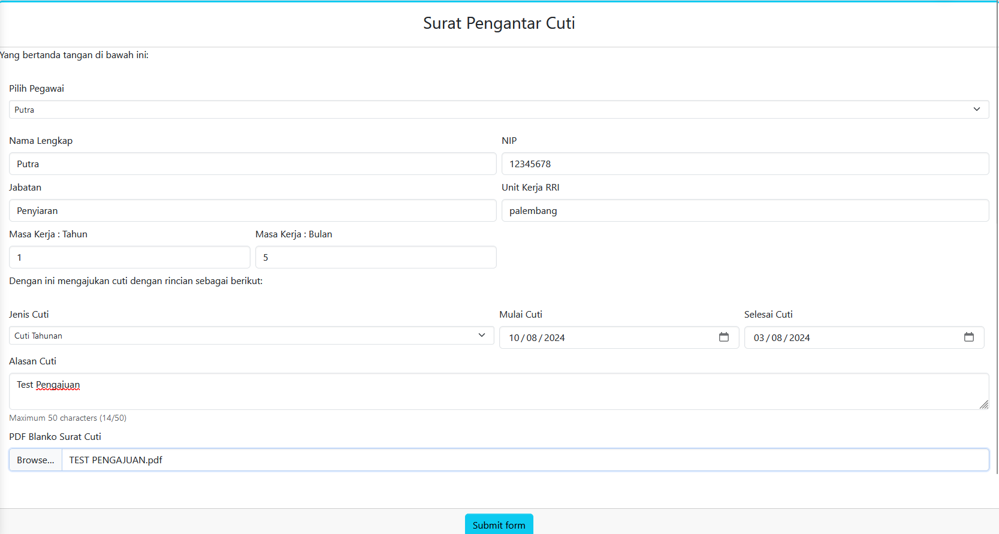 Surat Pengantar Cuti
Yang bertanda tangan di bawah ini:
Pilih Pegawai
Putra
Nama Lengkap
NIP
Putra
12345678
Jabatan
Unit Kerja RRI
Penyiaran
palembang
Masa Kerja : Tahun
Masa Kerja : Bulan
1
5
Dengan ini mengajukan cuti dengan rincian sebagai berikut:
Jenis Cuti
Mulai Cuti
Selesai Cuti
Cuti Tahunan
10/08/2024
03/08/2024
Alasan Cuti
Test Pengajuan
Maximum 50 characters (14/50)
PDF Blanko Surat Cuti
Browse... TEST PENGAJUAN.pdf
Submit form